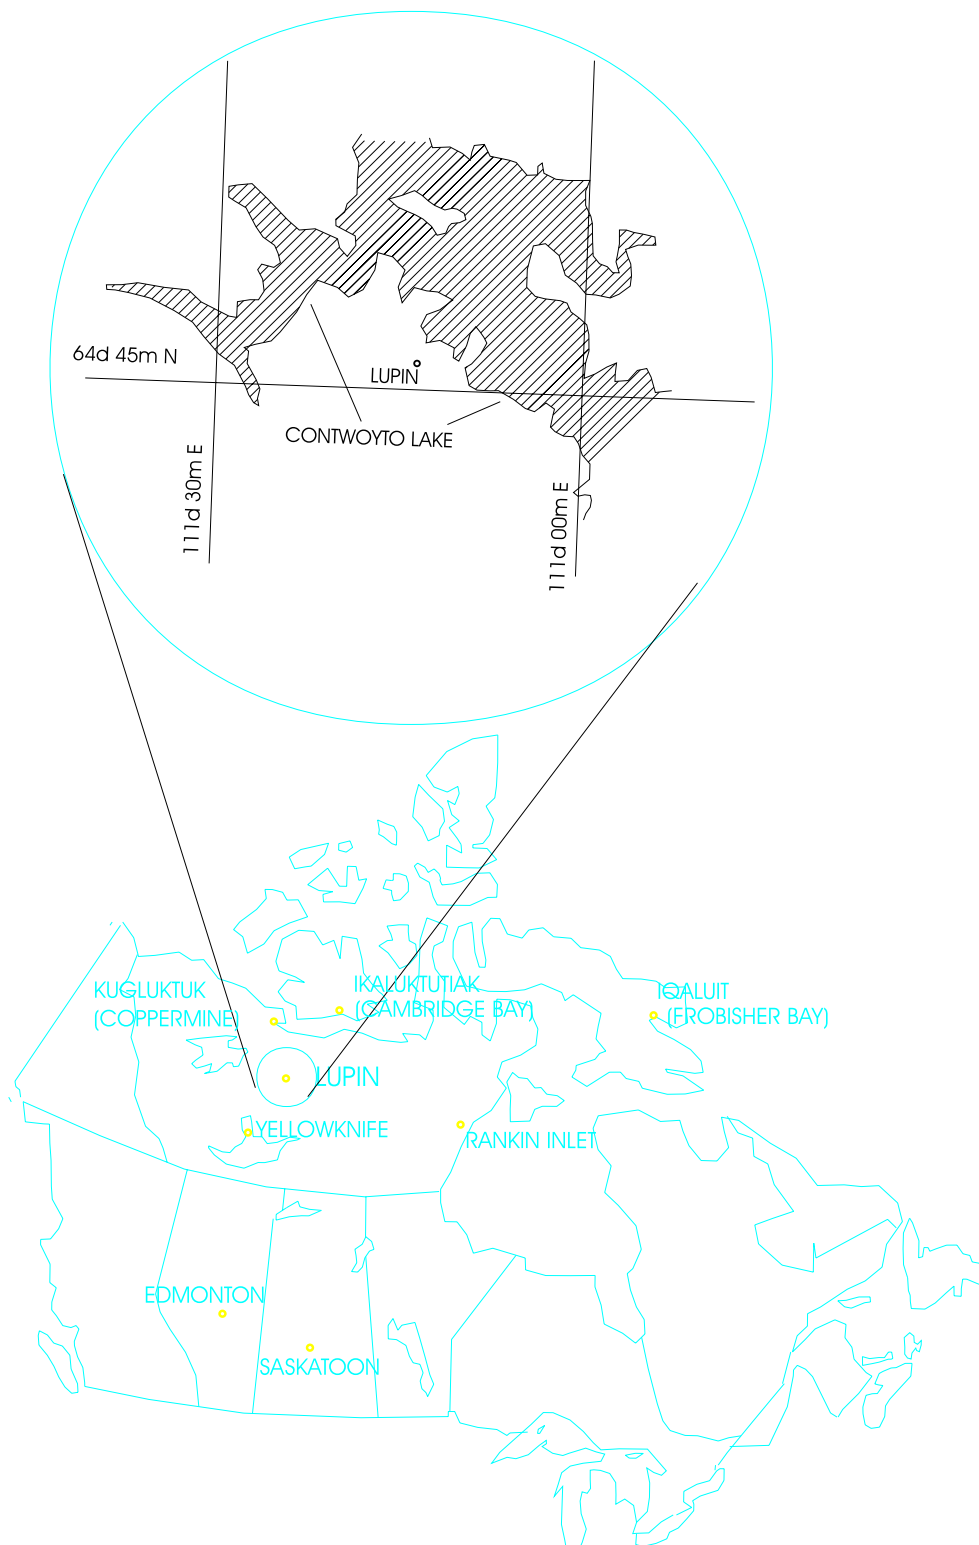 64d 45m N
LUPIN
CONTWOYTO LAKE
111d 30m E
111d 00m E
KUGLUKTUK
(COPPERMINE)
IKALUKTUTIAK
(CAMBRIDGE BAY)
IQALUIT
(FROBISHER BAY)
LUPIN
YELLOWKNIFE
RANKIN INLET
EDMONTON
SASKATOON